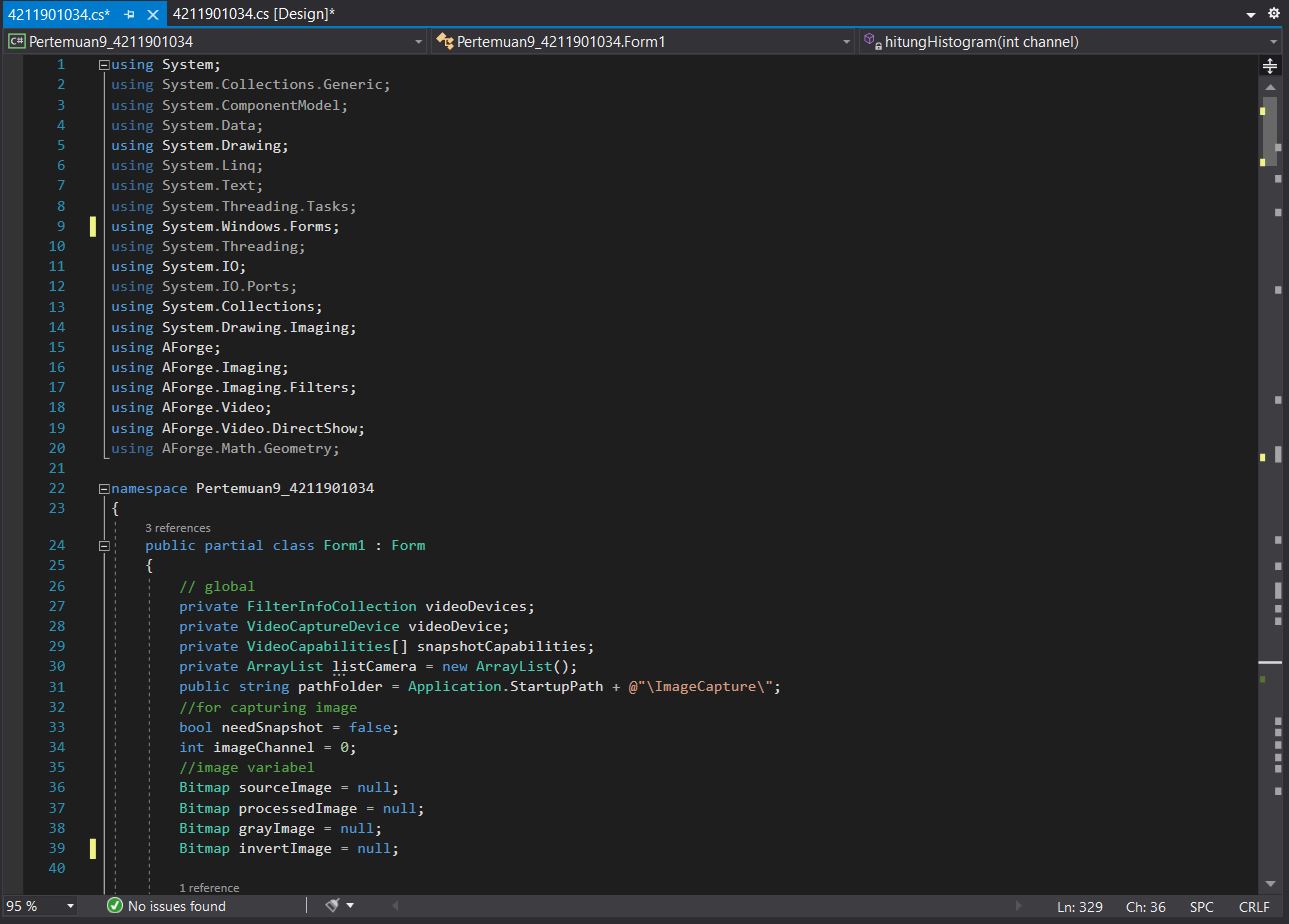 4211901034.cs*
4211901034.cs [Design]*
C# Pertemuan9_4211901034
Pertemuan9_4211901034.Form1
hitungHistogram(int channel)
1 using System;
2 using System.Collections.Generic;
3 using System.ComponentModel;
4 using System.Data;
5 using System.Drawing;
6 using System.Linq;
7 using System.Text;
8 using System.Threading.Tasks;
9 using System.Windows.Forms;
10 using System.Threading;
11 using System.IO;
12 using System.IO.Ports;
13 using System.Collections;
14 using System.Drawing.Imaging;
15 using AForge;
16 using AForge.Imaging;
17 using AForge.Imaging.Filters;
18 using AForge.Video;
19 using AForge.Video.DirectShow;
20 using AForge.Math.Geometry;
21
22 namespace Pertemuan9_4211901034
23 {
3 references
24 public partial class Form1 : Form
25 {
26 // global
27 private FilterInfoCollection videoDevices;
28 private VideoCaptureDevice videoDevice;
29 private VideoCapabilities[] snapshotCapabilities;
30 private ArrayList listCamera = new ArrayList();
31 public string pathFolder = Application.StartupPath + @"\ImageCapture\";
32 //for capturing image
33 bool needSnapshot = false;
34 int imageChannel = 0;
35 //image variabel
36 Bitmap sourceImage = null;
37 Bitmap processedImage = null;
38 Bitmap grayImage = null;
39 Bitmap invertImage = null;
40
1 reference
95 %
No issues found
Ln: 329
Ch: 36
SPC
CRLF